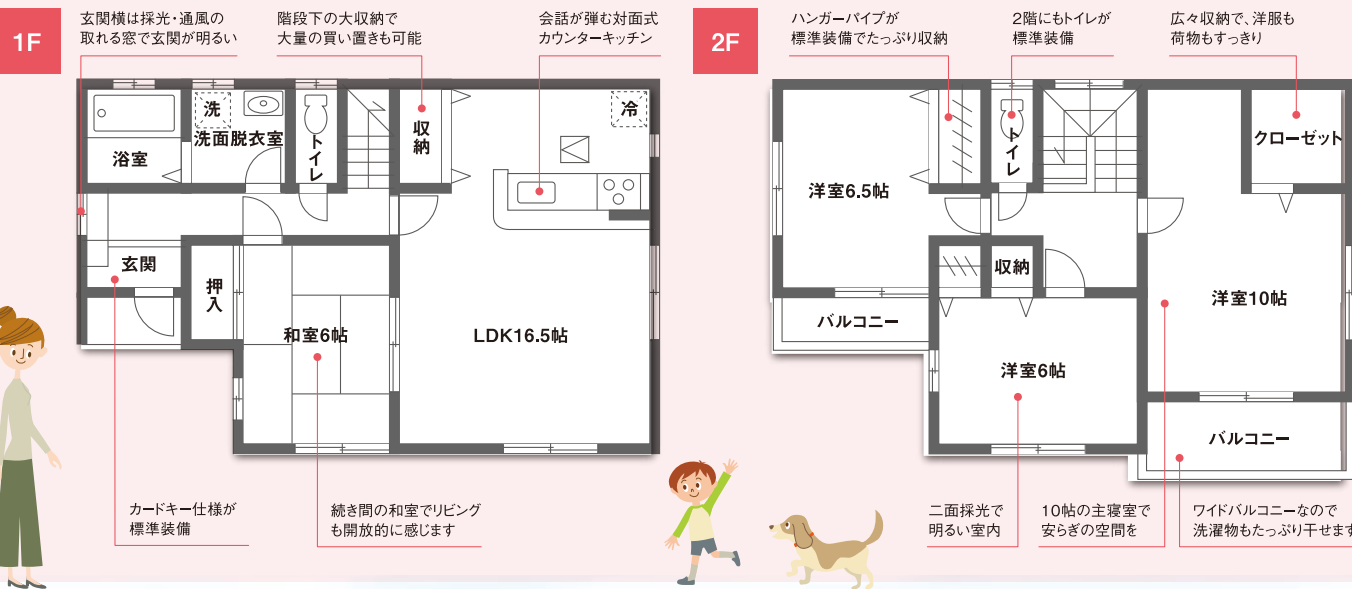 1F
玄関横は採光・通風の
取れる窓で玄関が明るい
階段下の大収納で
大量の買い置きも可能
会話が弾む対面式
カウンターキッチン
浴室
洗
洗面脱衣室
トイレ
収納
冷
玄関
押入
和室6帖
LDK16.5帖
カードキー仕様が
標準装備
続き間の和室でリビング
も開放的に感じます
2F
ハンガーパイプが
標準装備でたっぷり収納
2階にもトイレが
標準装備
広々収納で、洋服も
荷物もすっきり
洋室6.5帖
トイレ
クローゼット
収納
バルコニー
洋室6帖
洋室10帖
バルコニー
二面採光で
明るい室内
10帖の主寝室で
安らぎの空間を
ワイドバルコニーなので
洗濯物もたっぷり干せます